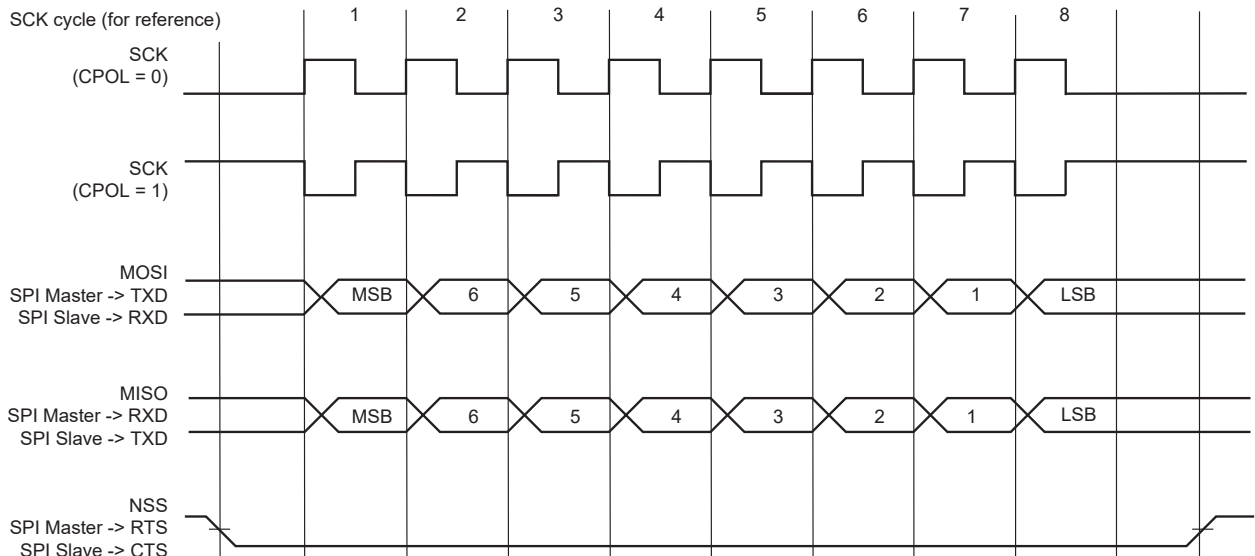 SCK cycle (for reference)
1 2 3 4 5 6 7 8
SCK
(CPOL = 0)
SCK
(CPOL = 1)
MOSI
SPI Master -> TXD
SPI Slave -> RXD
MSB 6 5 4 3 2 1 LSB
MISO
SPI Master -> RXD
SPI Slave -> TXD
MSB 6 5 4 3 2 1 LSB
NSS
SPI Master -> RTS
SPI Slave -> CTS